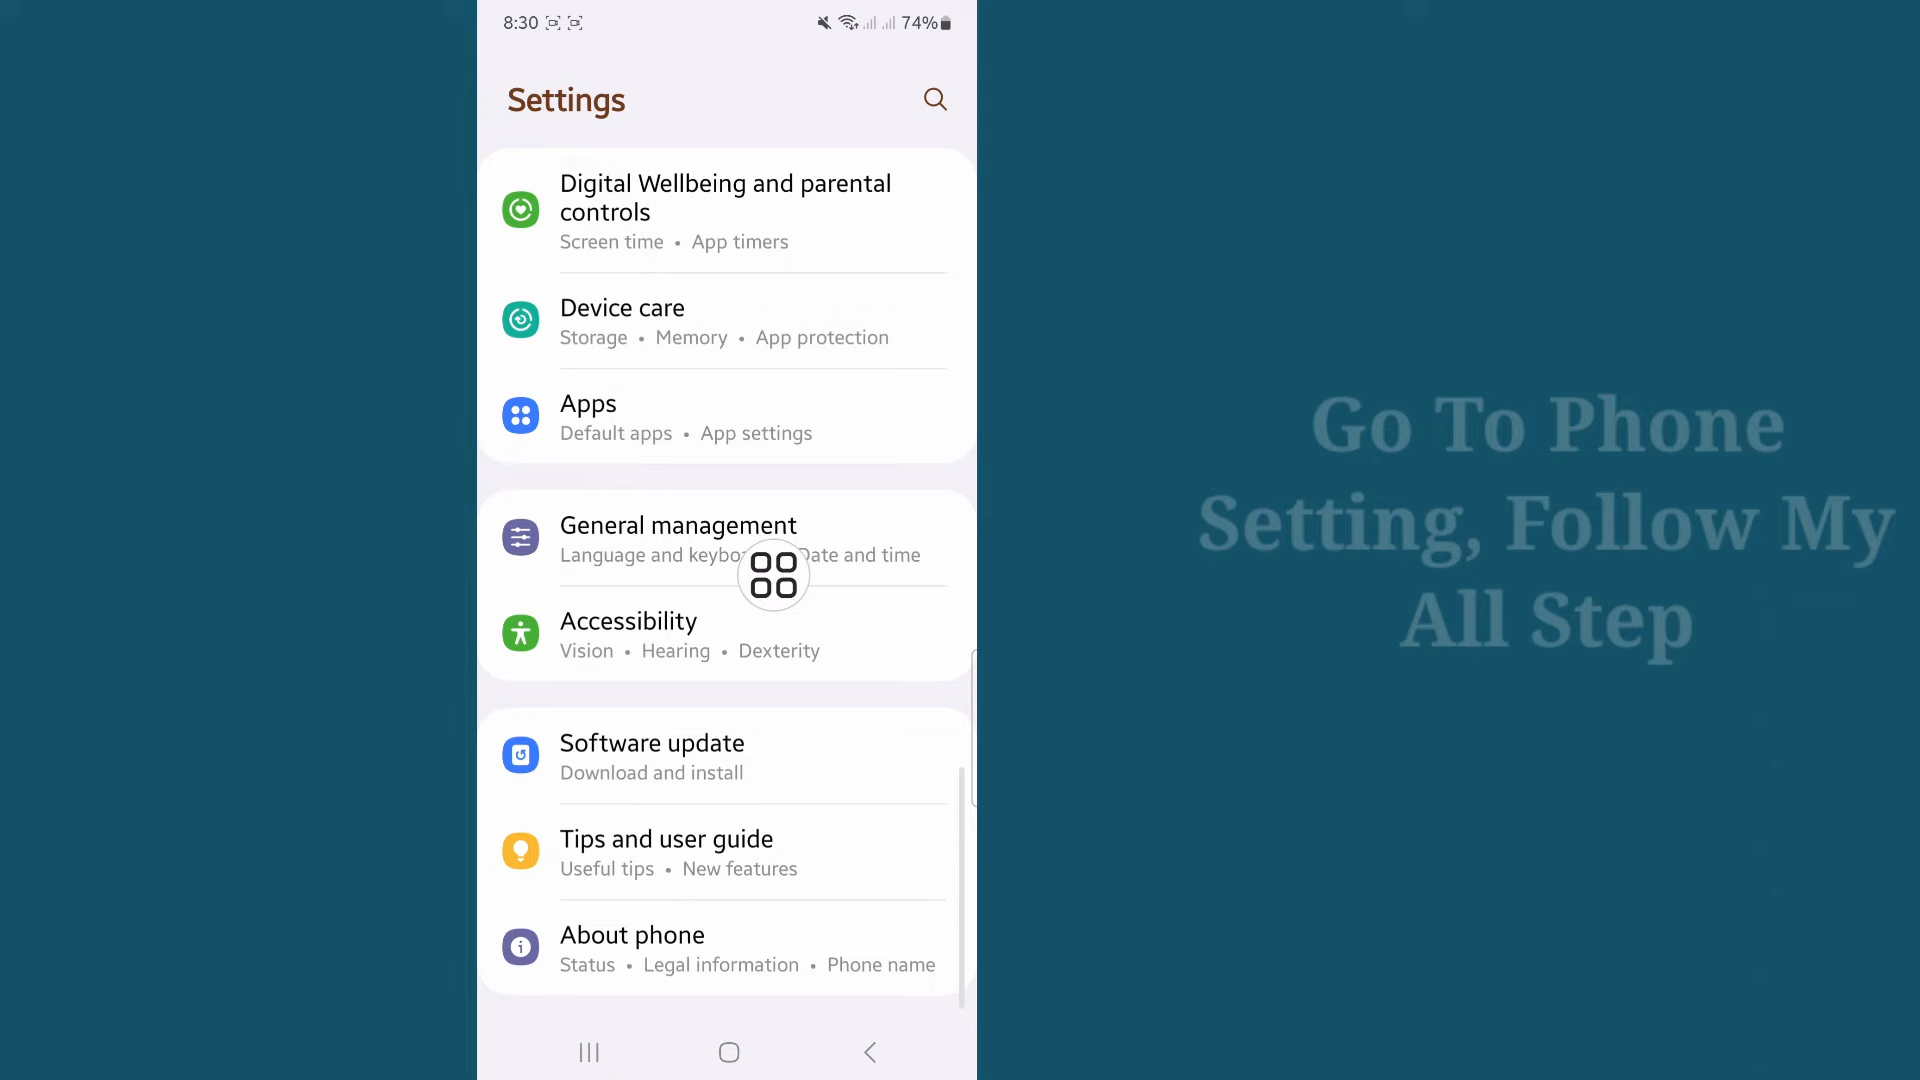 8:30 74%
Settings
Digital Wellbeing and parental
controls
Screen time • App timers
Device care
Storage • Memory • App protection
Apps
Default apps • App settings
General management
Language and keybo Date and time
Accessibility
Vision • Hearing • Dexterity
Software update
Download and install
Tips and user guide
Useful tips • New features
About phone
Status • Legal information • Phone name
Go To Phone
Setting, Follow My
All Step